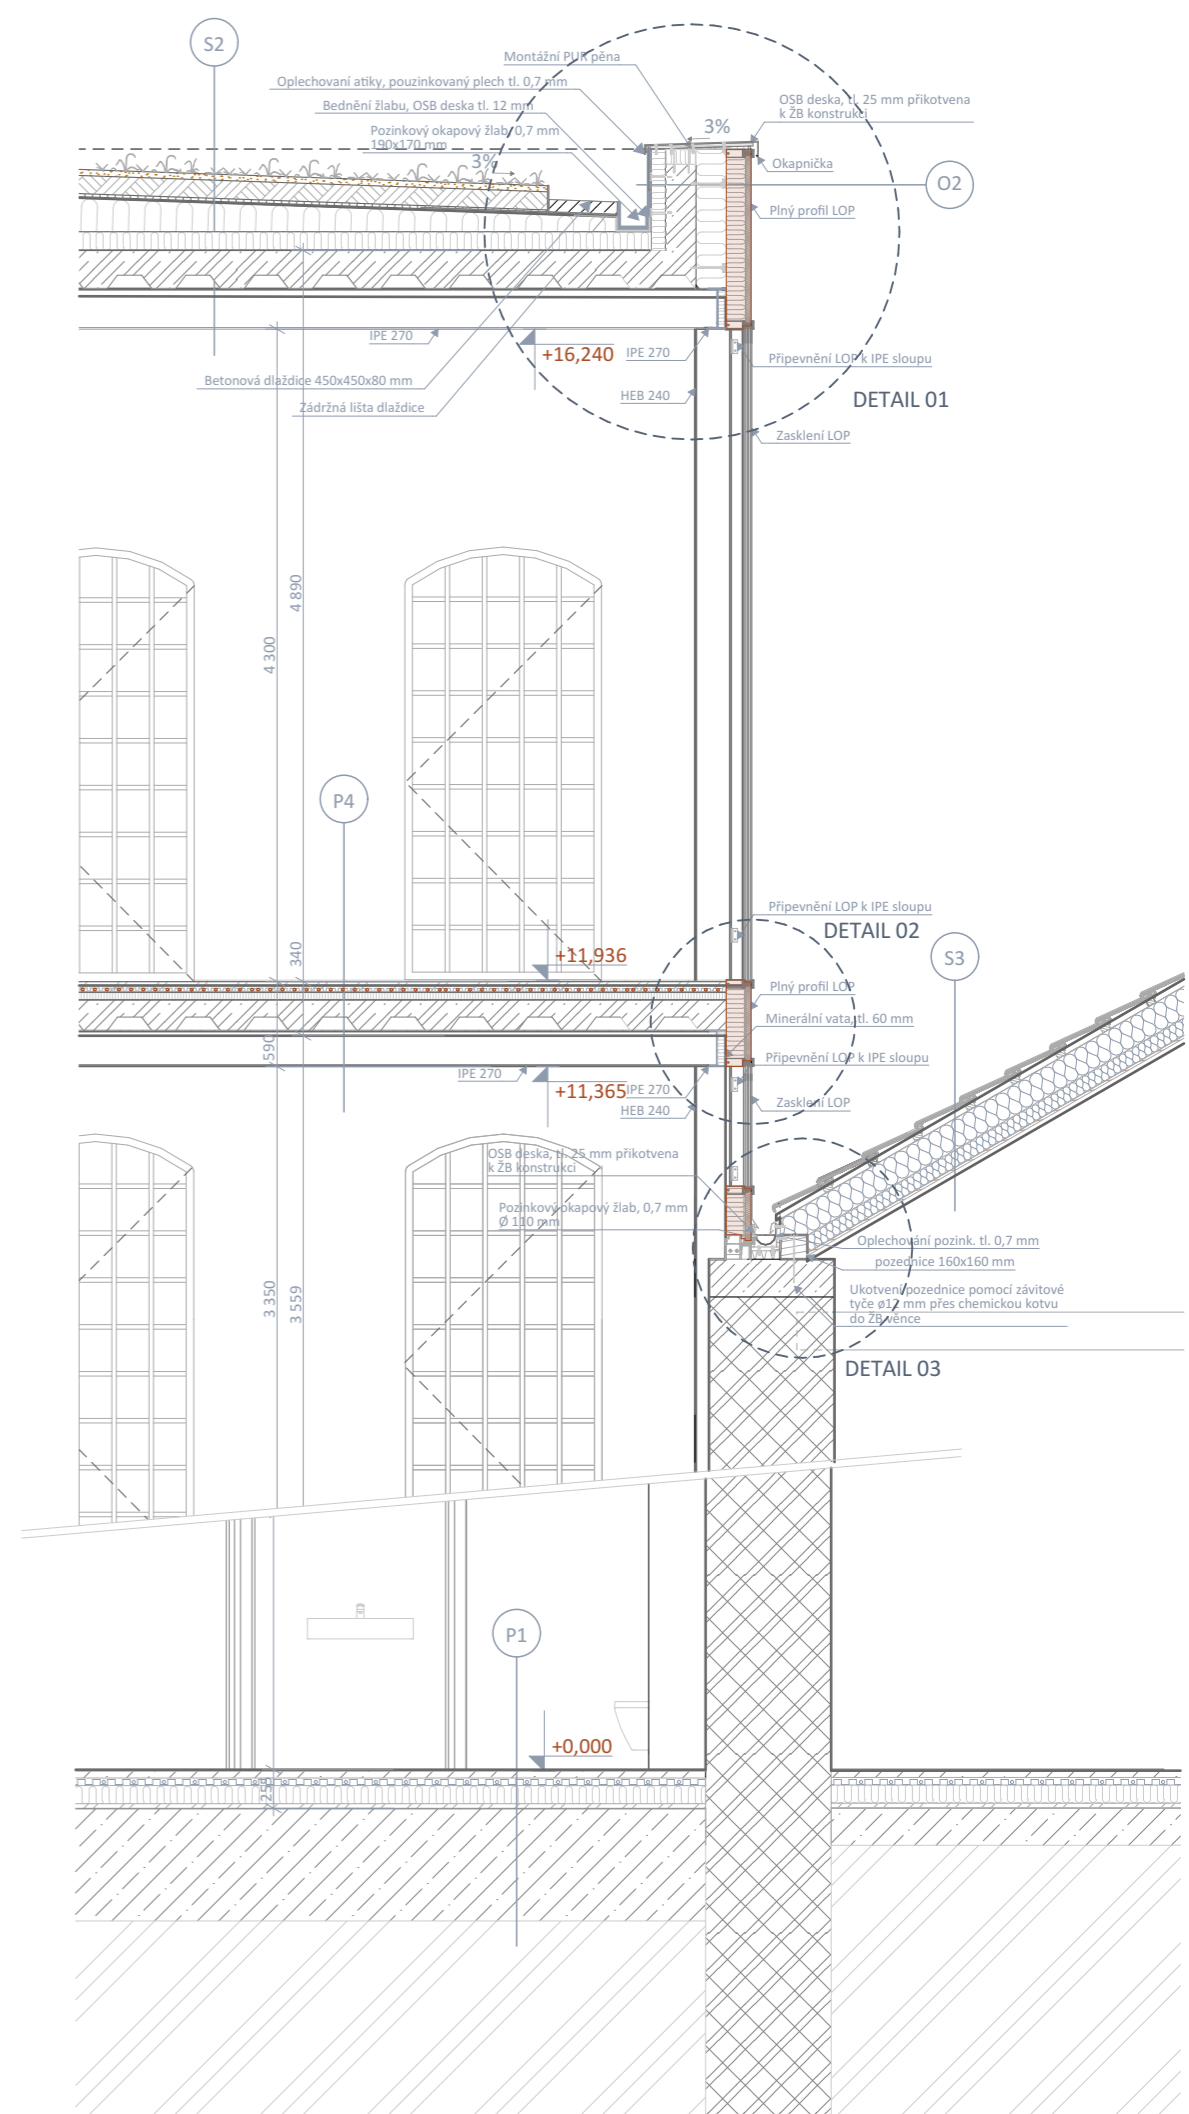 S2
Montážní PUR pěna
Oplechovaní atiky, pouzinkovaný plech tl. 0,7 mm
Bednění žlabu, OSB deska tl. 12 mm
Pozinkový okapový žlab, 0,7 mm
190x170 mm
3%
3%
OSB deska, tl. 25 mm přikotvena
k ŽB konstrukci
Okapnička
O2
Plný profil LOP
IPE 270
+16,240
IPE 270
Připevnění LOP k IPE sloupu
Betonová dlaždice 450x450x80 mm
HEB 240
DETAIL 01
Zádržná lišta dlaždice
Zasklení LOP
4 890
4 300
P4
Připevnění LOP k IPE sloupu
DETAIL 02
340
+11,936
S3
Plný profil LOP
Minerální vata, tl. 60 mm
590
Připevnění LOP k IPE sloupu
IPE 270
+11,365
IPE 270
HEB 240
Zasklení LOP
OSB deska, tl. 25 mm přikotvena
k ŽB konstrukci
Pozinkový okapový žlab, 0,7 mm
Ø 110 mm
Oplechování pozink. tl. 0,7 mm
pozednice 160x160 mm
3 350
3 559
Ukotvení pozednice pomocí závitové
tyče ø12 mm přes chemickou kotvu
do ŽB věnce
DETAIL 03
P1
+0,000
255